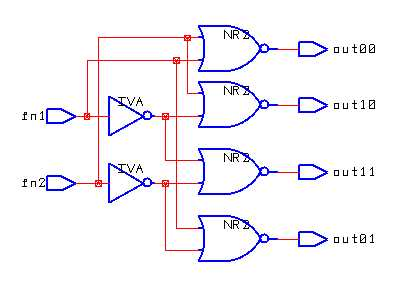 NR2
out00
NR2
IVA
out10
fn1
NR2
IVA
out11
fn2
NR2
out01